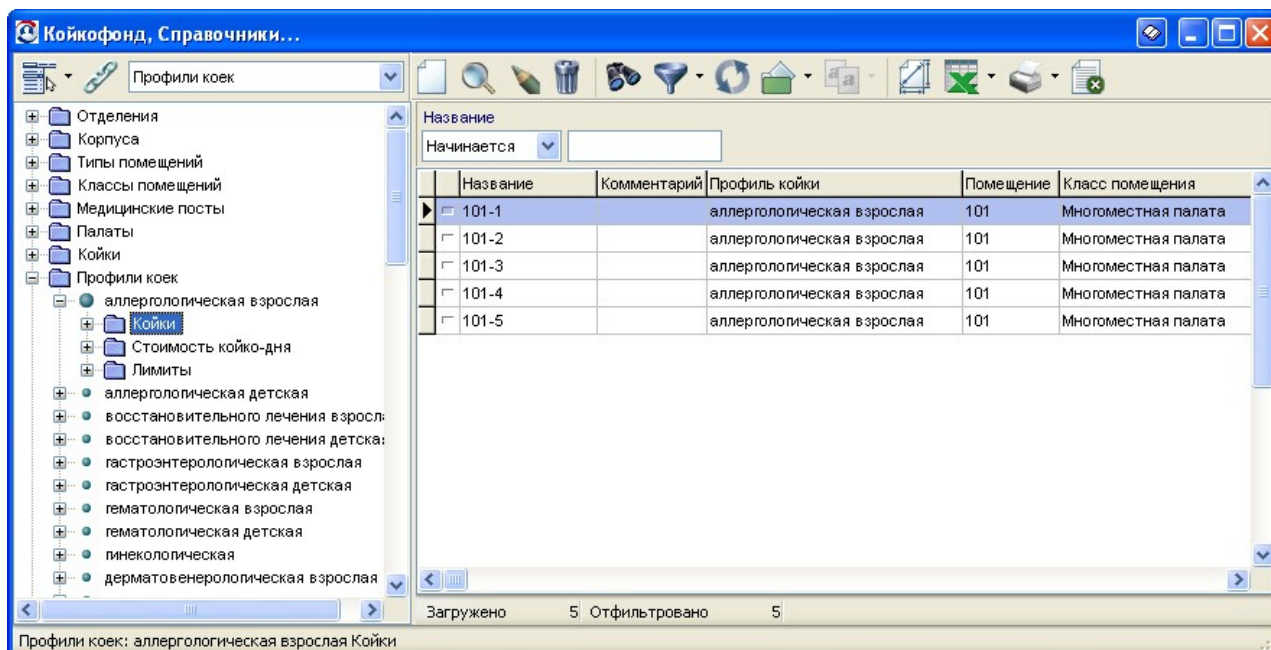 Койкофонд, Справочники...
Профили коек
Отделения
Корпуса
Типы помещений
Классы помещений
Медицинские посты
Палаты
Койки
Профили коек
аллергологическая взрослая
Койки
Стоимость койко-дня
Лимиты
аллергологическая детская
восстановительного лечения взросл
восстановительного лечения детска
гастроэнтерологическая взрослая
гастроэнтерологическая детская
гематологическая взрослая
гематологическая детская
гинекологическая
дерматовенерологическая взрослая
Название
Начинается
Название Комментарий Профиль койки Помещение Класс помещения
101-1 аллергологическая взрослая 101 Многоместная палата
101-2 аллергологическая взрослая 101 Многоместная палата
101-3 аллергологическая взрослая 101 Многоместная палата
101-4 аллергологическая взрослая 101 Многоместная палата
101-5 аллергологическая взрослая 101 Многоместная палата
Загружено 5 Отфильтровано 5
Профили коек: аллергологическая взрослая Койки